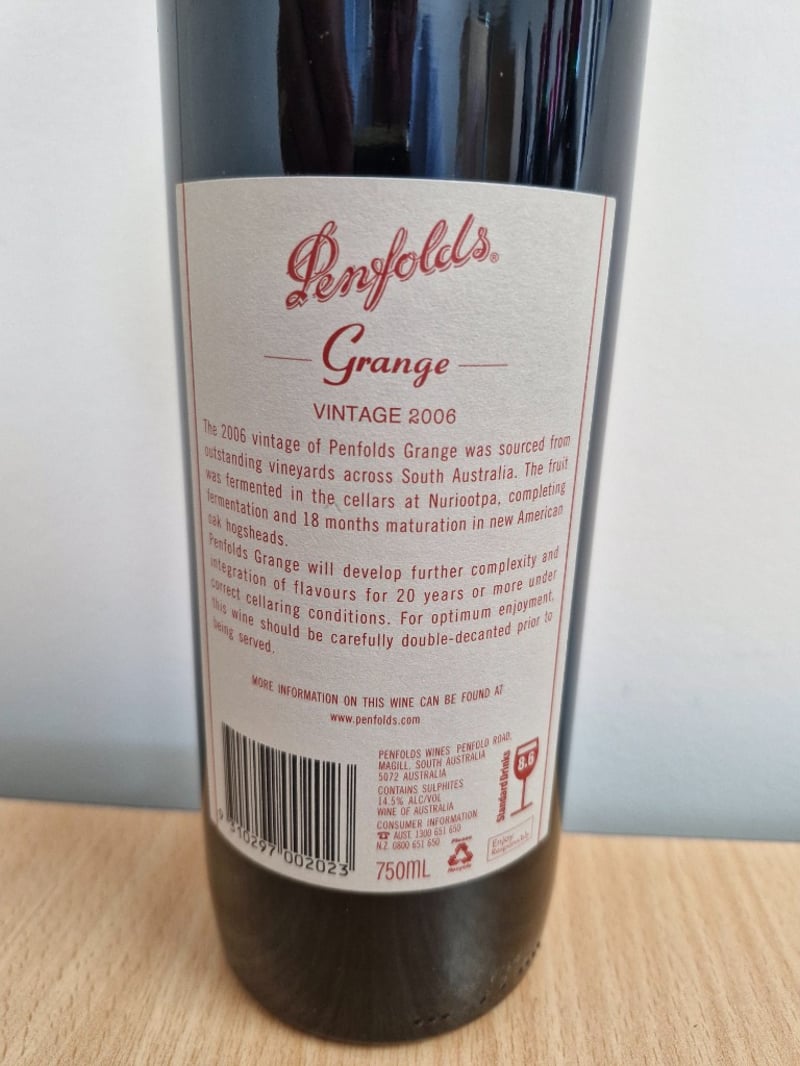 Penfolds®
Grange
VINTAGE 2006
The 2006 vintage of Penfolds Grange was sourced from
outstanding vineyards across South Australia. The fruit
was fermented in the cellars at Nuriootpa, completing
fermentation and 18 months maturation in new American
oak hogsheads.
Penfolds Grange will develop further complexity and
integration of flavours for 20 years or more under
correct cellaring conditions. For optimum enjoyment,
this wine should be carefully double-decanted prior to
being served.
MORE INFORMATION ON THIS WINE CAN BE FOUND AT
www.penfolds.com
PENFOLDS WINES PENFOLD ROAD,
MAGILL, SOUTH AUSTRALIA
5072 AUSTRALIA
CONTAINS SULPHITES
14.5% ALC/VOL
WINE OF AUSTRALIA
CONSUMER INFORMATION
☎ AUST. 1300 651 650
N.Z. 0800 651 650
750ML
9 310297 002023
Please
Recycle
Standard Drinks
8.6
Enjoy
Responsibly